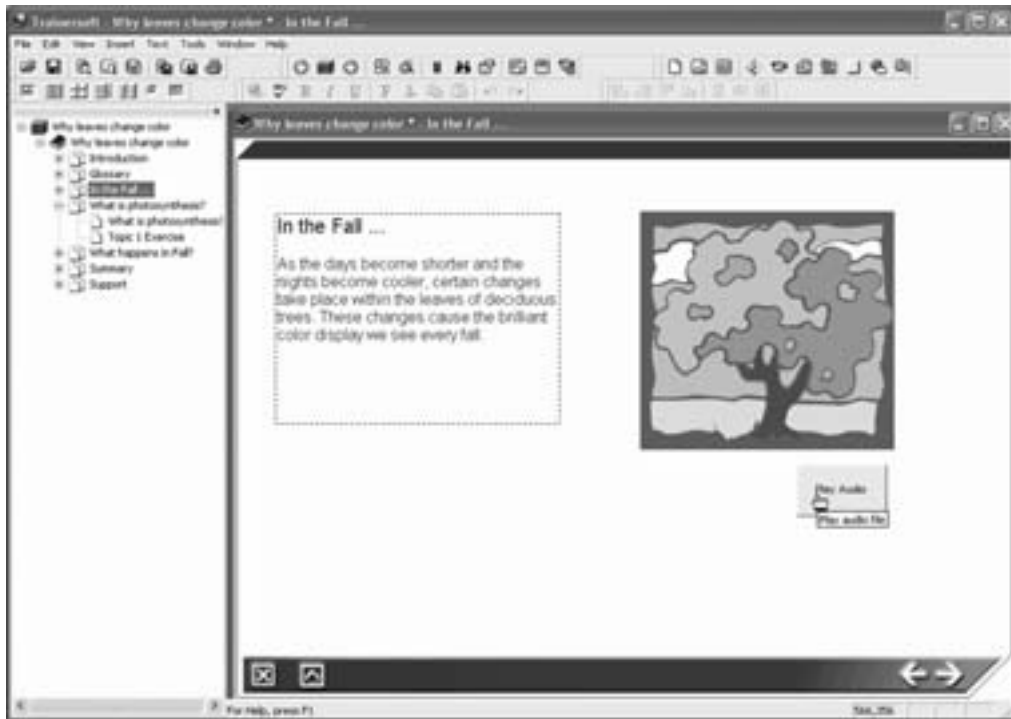 Trainersoft - Why leaves change color * - In the Fall ...
File Edit View Insert Text Tools Window Help
Why leaves change color
Why leaves change color
Introduction
Glossary
In the Fall ...
What is photosynthesis?
What is photosynthesis?
Topic 1 Exercise
What happens in Fall?
Summary
Support
Why leaves change color * - In the Fall ...
In the Fall ...
As the days become shorter and the
nights become cooler, certain changes
take place within the leaves of deciduous
trees. These changes cause the brilliant
color display we see every fall.
Play Audio
Play audio file
For Help, press F1